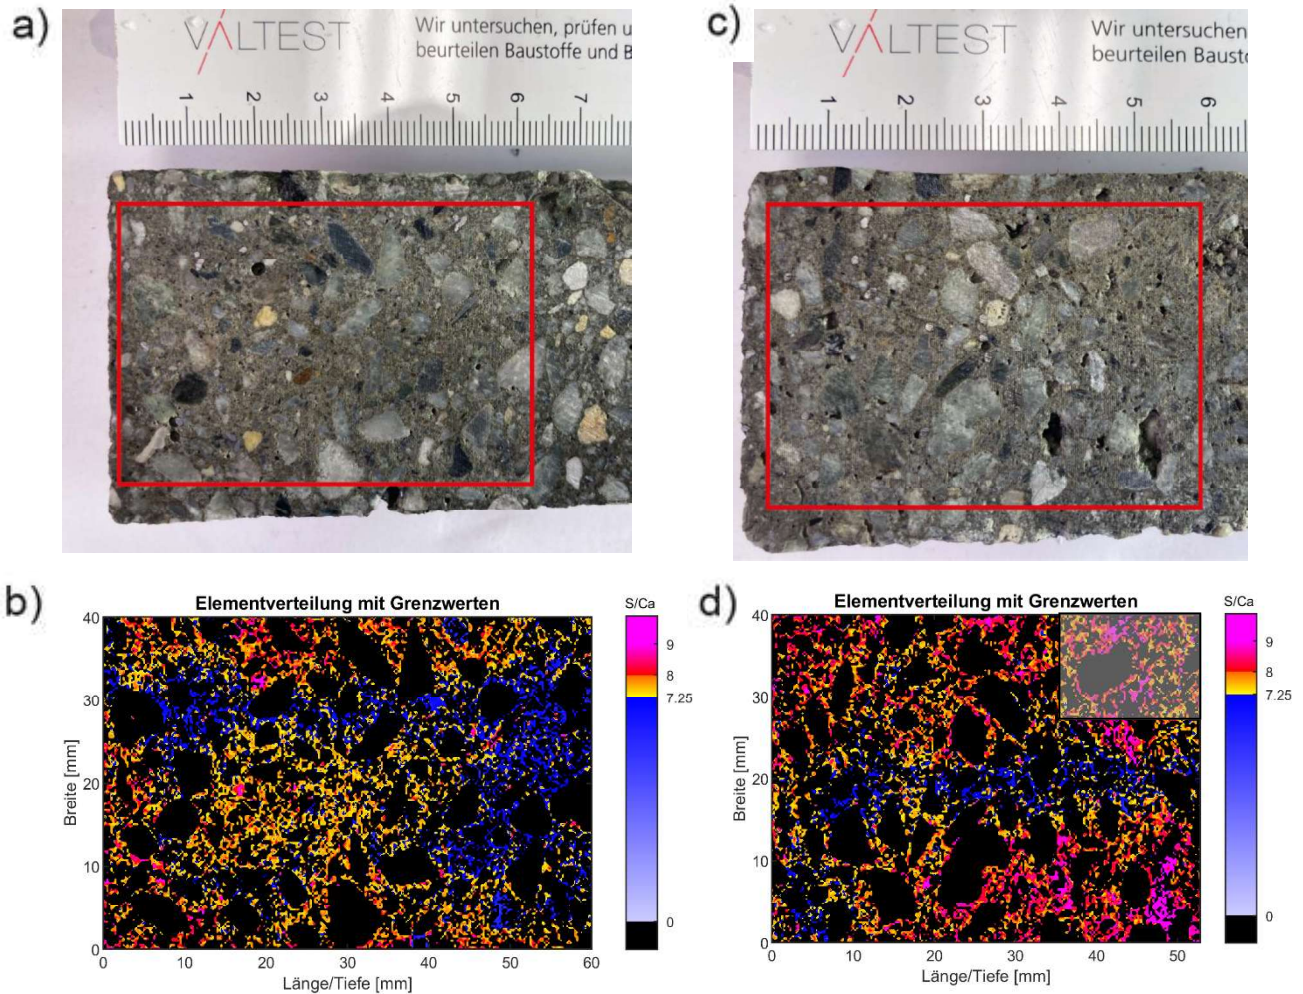 a)
VALTEST
Wir untersuchen, prüfen u
beurteilen Baustoffe und B
1 2 3 4 5 6 7
c)
VALTEST
Wir untersuchen
beurteilen Bausto
1 2 3 4 5 6
b)
Elementverteilung mit Grenzwerten
S/Ca
40
30
20
10
0
Breite [mm]
0 10 20 30 40 50 60
Länge/Tiefe [mm]
9
8
7.25
0
d)
Elementverteilung mit Grenzwerten
S/Ca
40
30
20
10
0
Breite [mm]
0 10 20 30 40 50
Länge/Tiefe [mm]
9
8
7.25
0